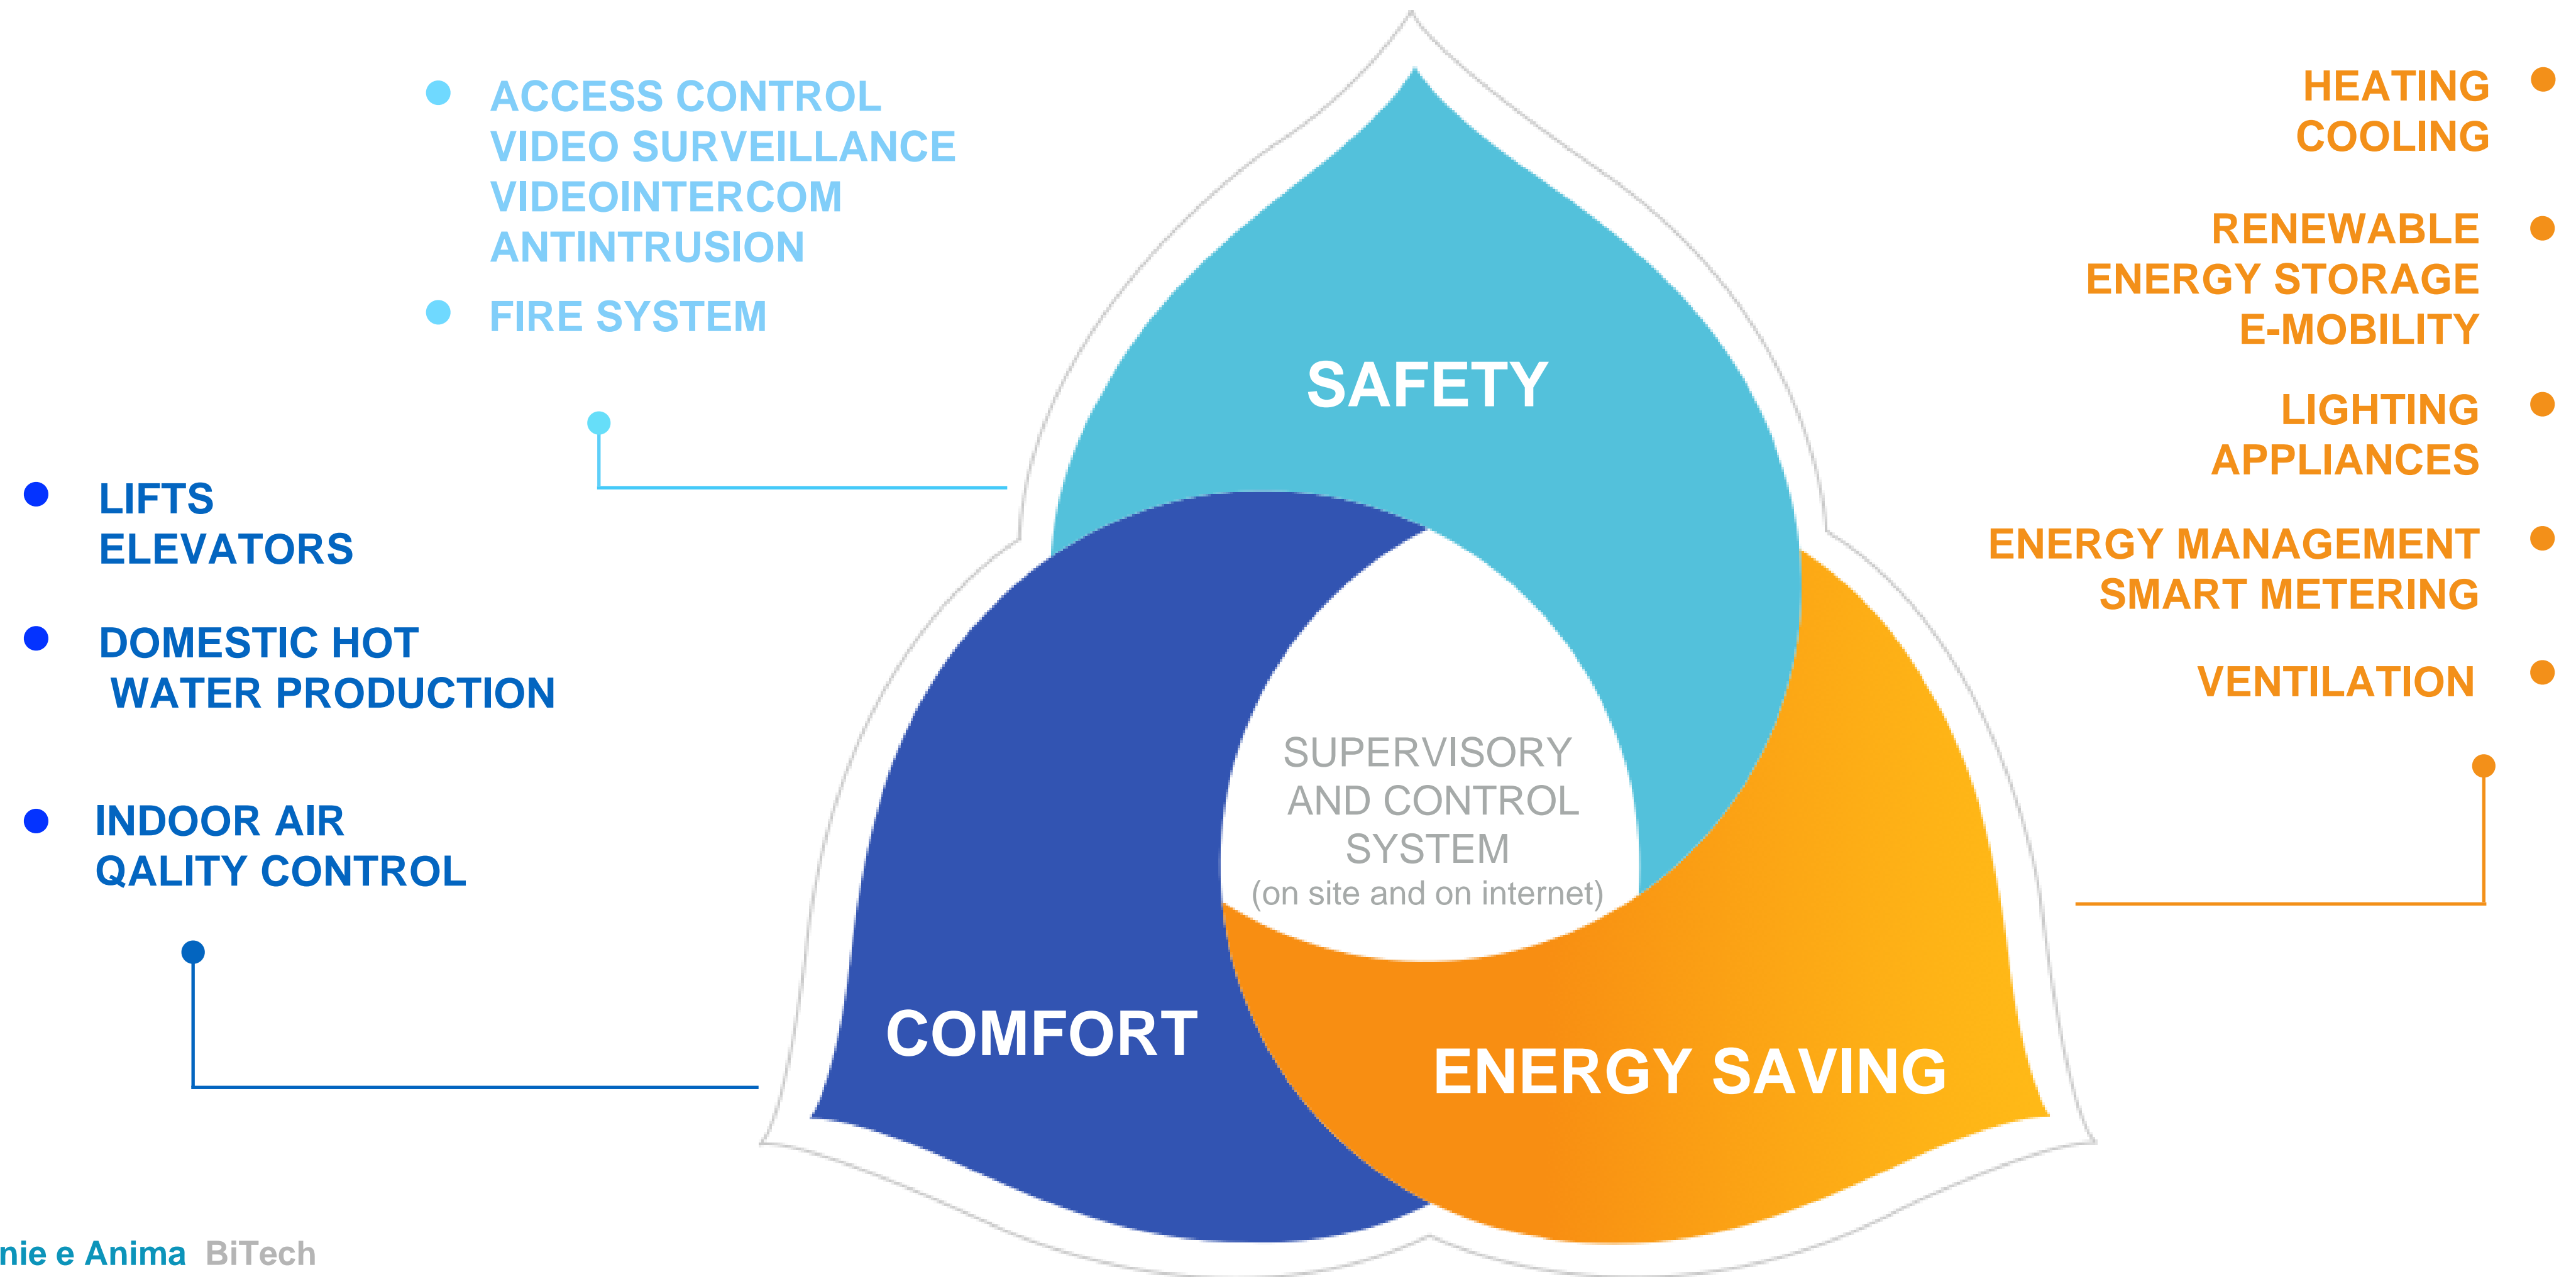 ACCESS CONTROL
VIDEO SURVEILLANCE
VIDEOINTERCOM
ANTINTRUSION
FIRE SYSTEM
LIFTS
ELEVATORS
DOMESTIC HOT
WATER PRODUCTION
INDOOR AIR
QALITY CONTROL
SAFETY
SUPERVISORY
AND CONTROL
SYSTEM
(on site and on internet)
COMFORT
ENERGY SAVING
HEATING
COOLING
RENEWABLE
ENERGY STORAGE
E-MOBILITY
LIGHTING
APPLIANCES
ENERGY MANAGEMENT
SMART METERING
VENTILATION
nie e Anima BiTech